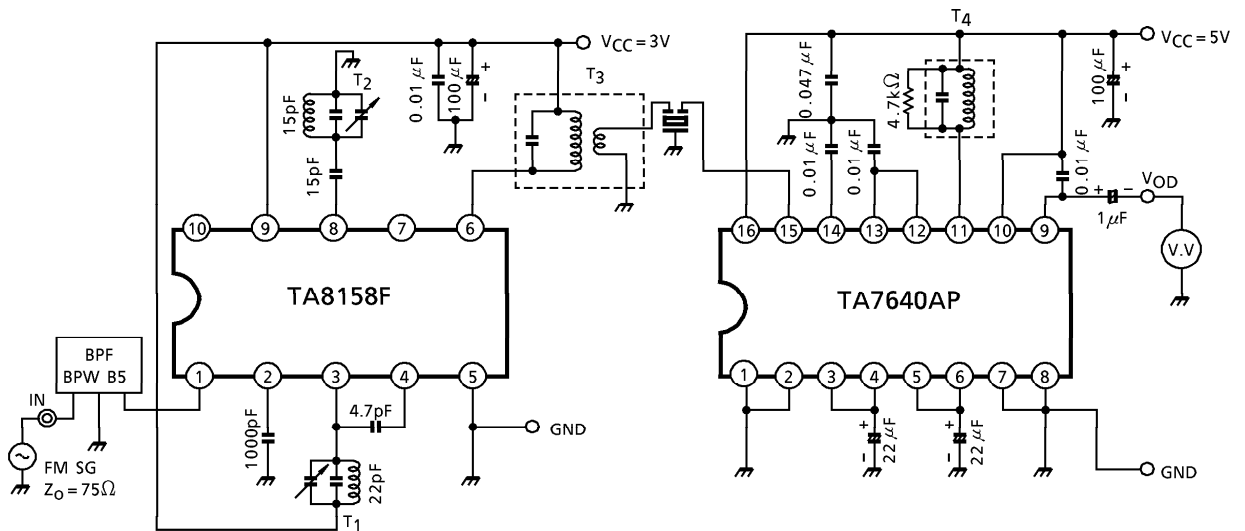 VCC=3V
T2
15pF
15pF
0.01 μF
100 μF
+
-
T3
10
9
8
7
6
TA8158F
1
2
3
4
5
BPF
BPW B5
IN
FM SG
ZO=75Ω
1000pF
4.7pF
22pF
T1
GND
VCC=5V
T4
0.047 μF
4.7kΩ
100 μF
+
-
0.01 μF
0.01 μF
0.01 μF
VOD
+
-
1μF
V.V
16
15
14
13
12
11
10
9
TA7640AP
1
2
3
4
5
6
7
8
+
-
22 μF
+
-
22 μF
GND